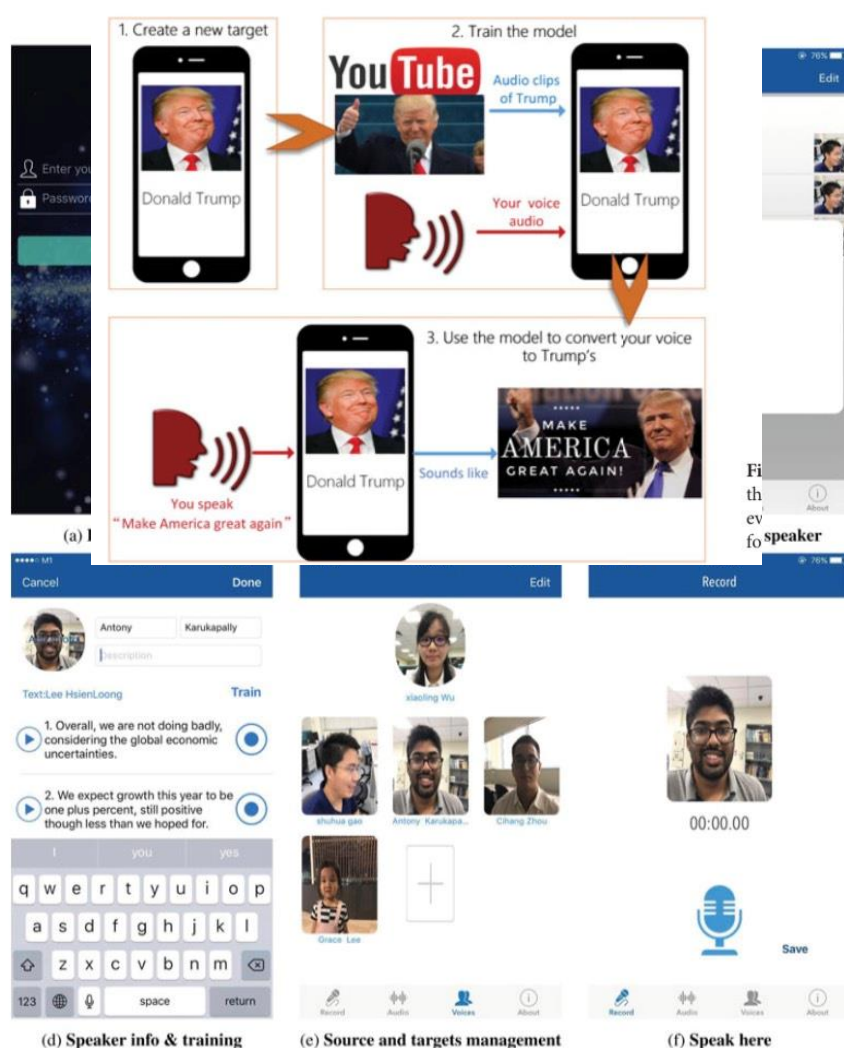 1. Create a new target
2. Train the model
76%
Edit
YouTube
Audio clips
of Trump
Enter you
Password
Donald Trump
Your voice
audio
Donald Trump
3. Use the model to convert your voice
to Trump's
MAKE
AMERICA
GREAT AGAIN!
Donald Trump
Sounds like
You speak
"Make America great again"
Fi
th
ev
fo
About
(a)
speaker
M1
76%
Cancel
Done
Edit
Record
Antony
Karukapally
Description
xiaoling Wu
Text:Lee HsienLoong
Train
1. Overall, we are not doing badly,
considering the global economic
uncertainties.
2. We expect growth this year to be
one plus percent, still positive
though less than we hoped for.
shuhua gao
Antony Karukapa...
Cihang Zhou
00:00.00
I you yes
q w e r t y u i o p
a s d f g h j k l
z x c v b n m
123 space return
Grace Lee
Save
Record Audio Voices About
Record Audio Voices About
(d) Speaker info & training
(e) Source and targets management
(f) Speak here